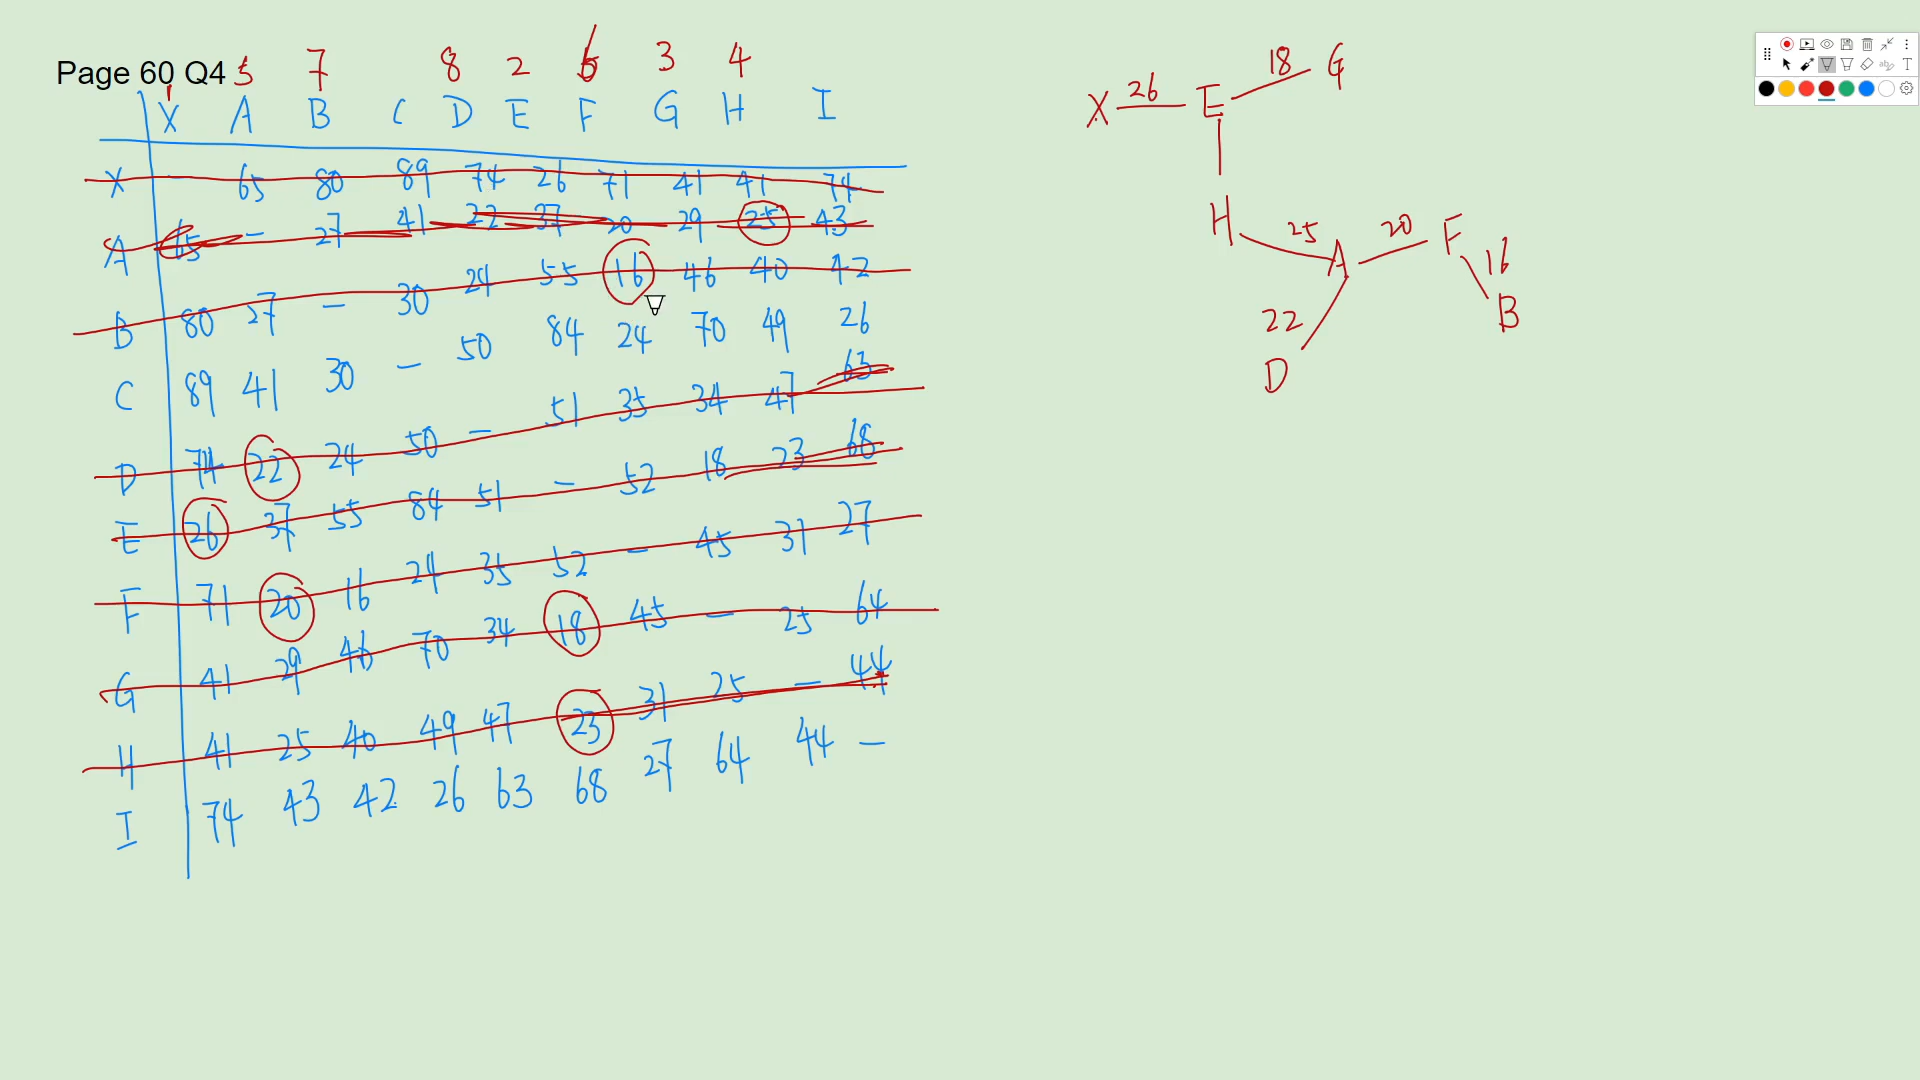 Page 60 Q4
1 5 7 8 2 6 3 4
X A B C D E F G H I
X - 65 80 89 74 26 71 41 41 74
A 65 - 27 41 22 37 20 29 25 43
B 80 27 - 30 24 55 16 46 40 42
C 89 41 30 - 50 84 24 70 49 26
D 74 22 24 50 - 51 35 34 47 63
E 26 37 55 84 51 - 52 18 23 68
F 71 20 16 24 35 52 - 45 31 27
G 41 29 46 70 34 18 45 - 25 64
H 41 25 40 49 47 23 31 25 - 44
I 74 43 42 26 63 68 27 64 44 -
X 26 E 18 G
H 25 A 20 F 16
22 B
D